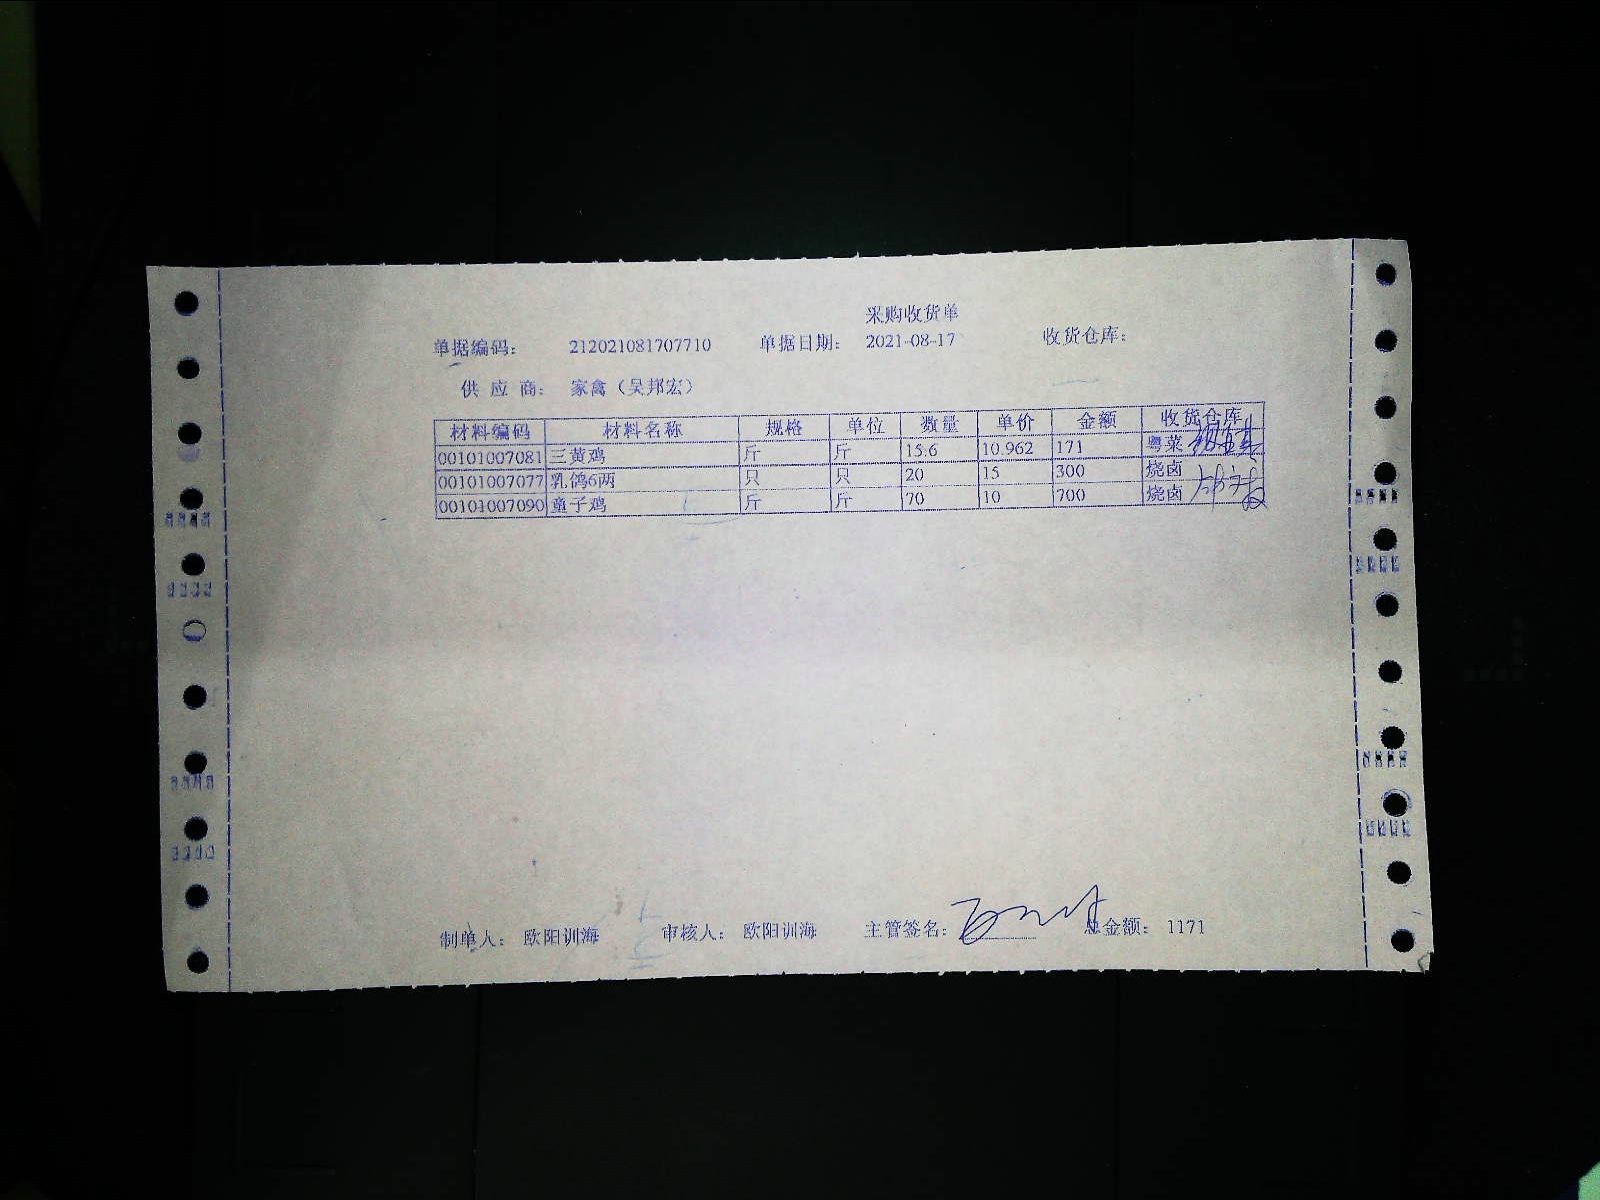 采购收货单
单据编码： 212021081707710 单据日期： 2021-08-17 收货仓库：
供 应 商： 家禽（吴邦宏）
材料编码 材料名称 规格 单位 数量 单价 金额 收货仓库
00101007081 三黄鸡 斤 斤 15.6 10.962 171 粤菜
00101007077 乳鸽6两 只 只 20 15 300 烧卤
00101007090 童子鸡 斤 斤 70 10 700 烧卤
制单人： 欧阳训海 审核人： 欧阳训海 主管签名： 总金额： 1171